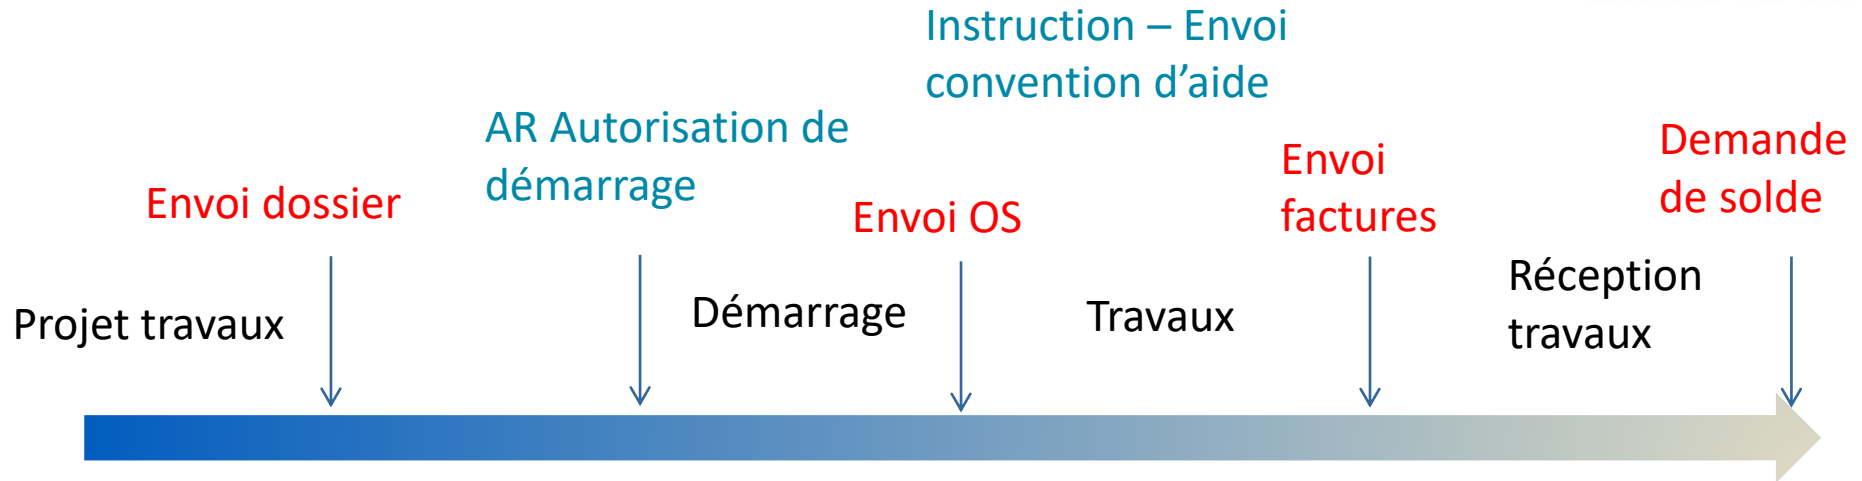 Instruction – Envoi
convention d’aide
AR Autorisation de
démarrage
Envoi dossier
Envoi OS
Envoi
factures
Demande
de solde
Projet travaux
Démarrage
Travaux
Réception
travaux